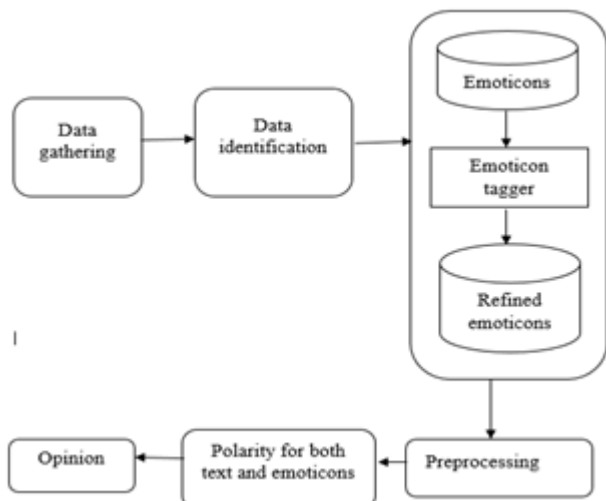 Data
gathering
Data
identification
Emoticons
Emoticon
tagger
Refined
emoticons
Opinion
Polarity for both
text and emoticons
Preprocessing